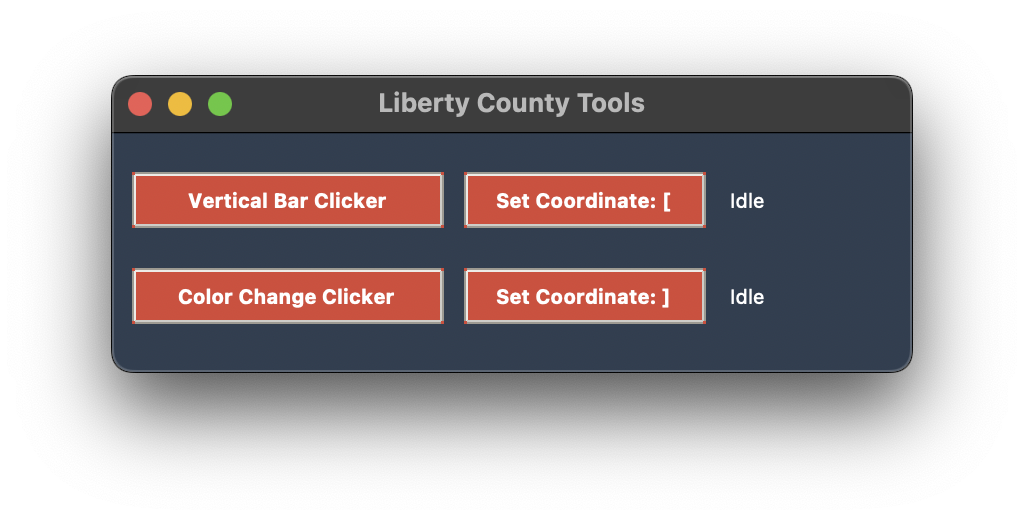 Liberty County Tools
Vertical Bar Clicker Set Coordinate: [ Idle
Color Change Clicker Set Coordinate: ] Idle